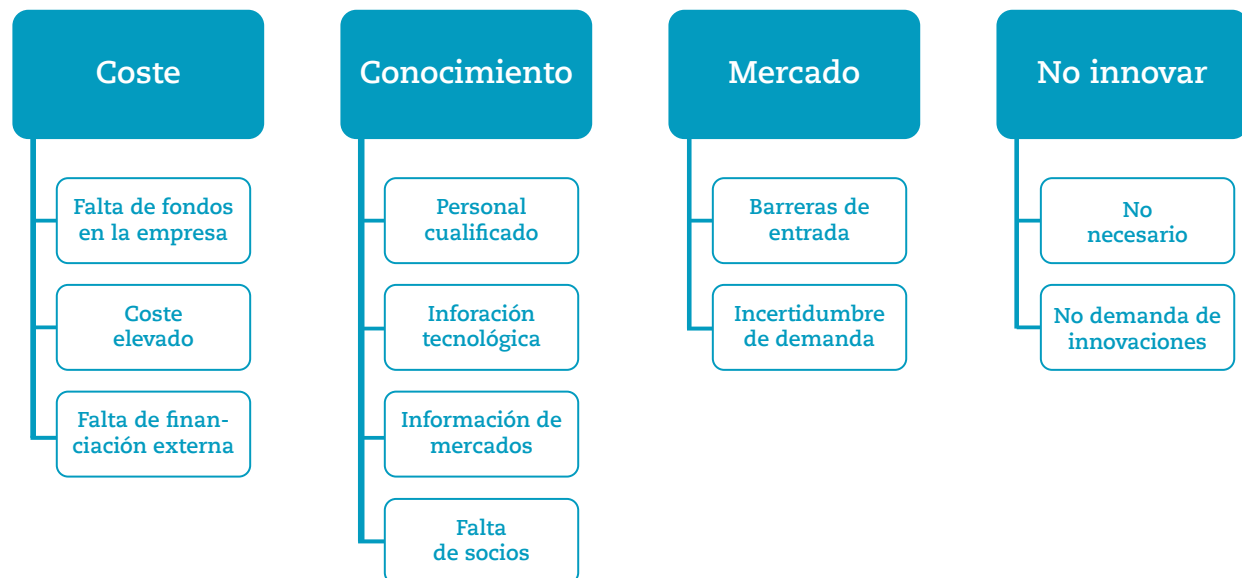 Coste
Falta de fondos
en la empresa
Coste
elevado
Falta de finan-
ciación externa
Conocimiento
Personal
cualificado
Inforación
tecnológica
Información de
mercados
Falta
de socios
Mercado
Barreras de
entrada
Incertidumbre
de demanda
No innovar
No
necesario
No demanda de
innovaciones